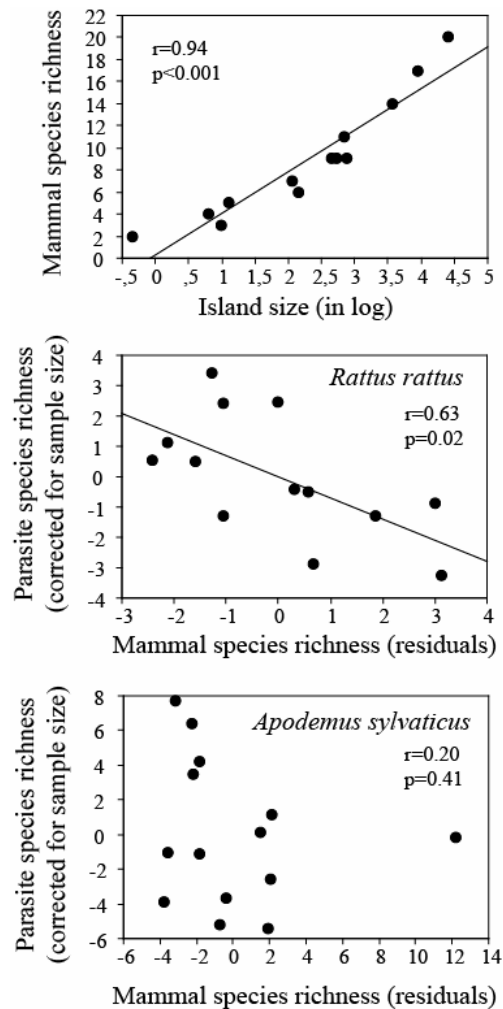 Mammal species richness
22
20
18
16
14
12
10
8
6
4
2
0
r=0.94
p<0.001
-,5 0 ,5 1 1,5 2 2,5 3 3,5 4 4,5 5
Island size (in log)
Parasite species richness
(corrected for sample size)
4
3
2
1
0
-1
-2
-3
-4
Rattus rattus
r=0.63
p=0.02
-3 -2 -1 0 1 2 3 4
Mammal species richness (residuals)
Parasite species richness
(corrected for sample size)
8
6
4
2
0
-2
-4
-6
Apodemus sylvaticus
r=0.20
p=0.41
-6 -4 -2 0 2 4 6 8 10 12 14
Mammal species richness (residuals)